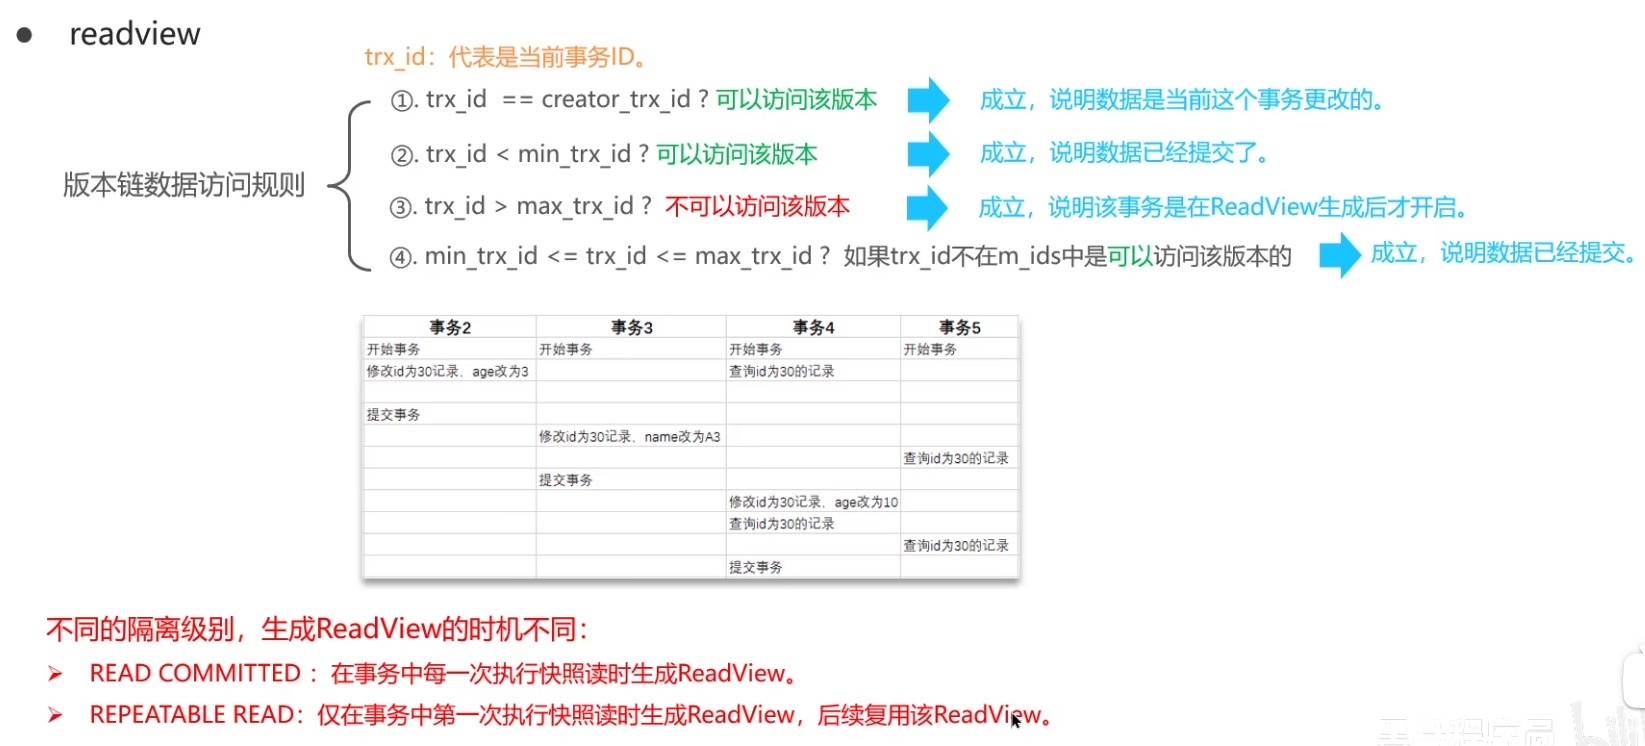 ● readview
trx_id：代表是当前事务ID。
①. trx_id == creator_trx_id ? 可以访问该版本 成立，说明数据是当前这个事务更改的。
②. trx_id < min_trx_id ? 可以访问该版本 成立，说明数据已经提交了。
版本链数据访问规则
③. trx_id > max_trx_id ? 不可以访问该版本 成立，说明该事务是在ReadView生成后才开启。
④. min_trx_id <= trx_id <= max_trx_id ? 如果trx_id不在m_ids中是可以访问该版本的 成立，说明数据已经提交。
事务2 事务3 事务4 事务5
开始事务 开始事务 开始事务 开始事务
修改id为30记录，age改为3 查询id为30的记录
提交事务
修改id为30记录，name改为A3
查询id为30的记录
提交事务
修改id为30记录，age改为10
查询id为30的记录
查询id为30的记录
提交事务
不同的隔离级别，生成ReadView的时机不同：
➢ READ COMMITTED ：在事务中每一次执行快照读时生成ReadView。
➢ REPEATABLE READ：仅在事务中第一次执行快照读时生成ReadView，后续复用该ReadView。